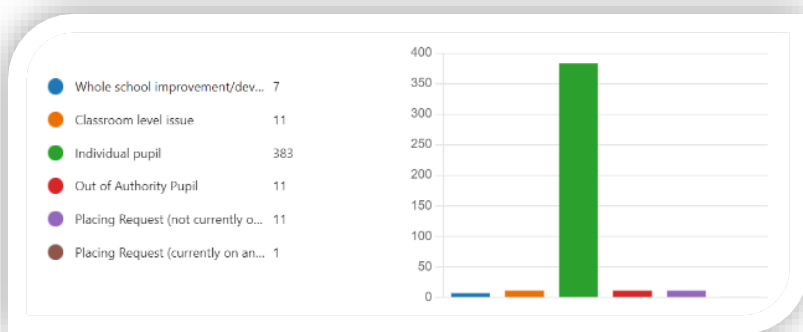 Whole school improvement/dev... 7
Classroom level issue 11
Individual pupil 383
Out of Authority Pupil 11
Placing Request (not currently o... 11
Placing Request (currently on an... 1
400
350
300
250
200
150
100
50
0